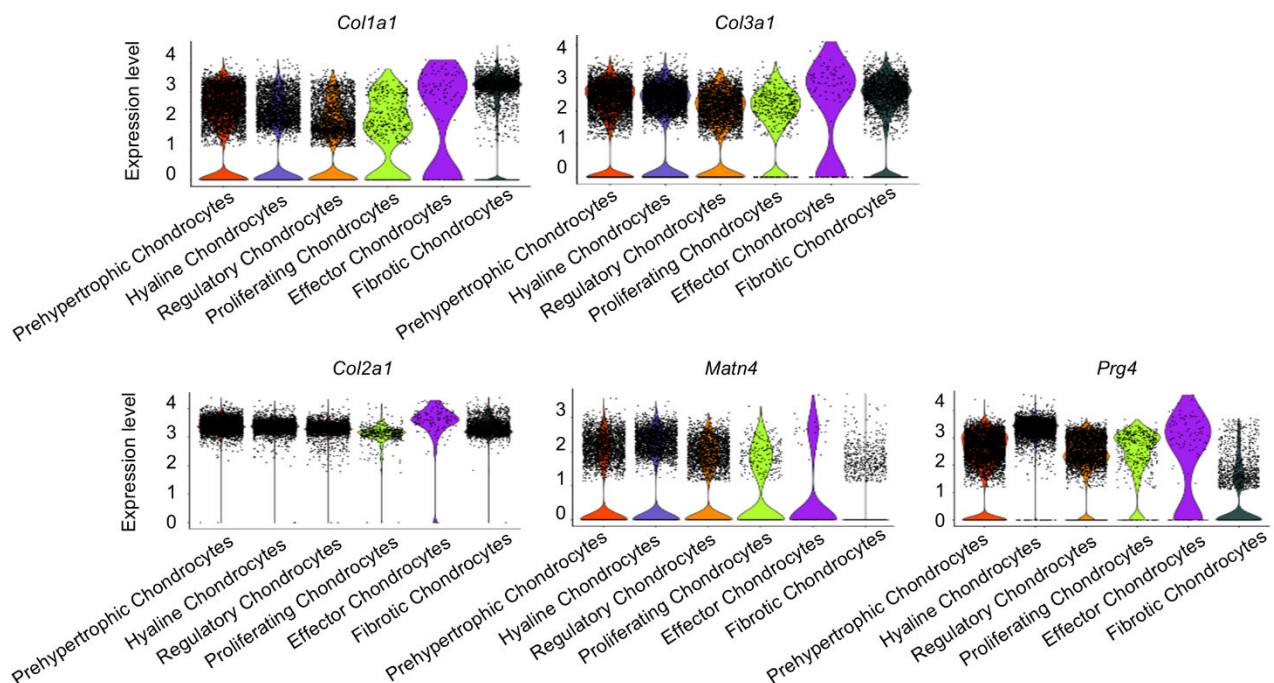 Col1a1
Col3a1
Expression level
4
3
2
1
0
4
3
2
1
0
Prehypertrophic Chondrocytes
Hyaline Chondrocytes
Regulatory Chondrocytes
Proliferating Chondrocytes
Effector Chondrocytes
Fibrotic Chondrocytes
Prehypertrophic Chondrocytes
Hyaline Chondrocytes
Regulatory Chondrocytes
Proliferating Chondrocytes
Effector Chondrocytes
Fibrotic Chondrocytes
Col2a1
Matn4
Prg4
Expression level
4
3
2
1
0
3
2
1
0
4
3
2
1
0
Prehypertrophic Chondrocytes
Hyaline Chondrocytes
Regulatory Chondrocytes
Proliferating Chondrocytes
Effector Chondrocytes
Fibrotic Chondrocytes
Prehypertrophic Chondrocytes
Hyaline Chondrocytes
Regulatory Chondrocytes
Proliferating Chondrocytes
Effector Chondrocytes
Fibrotic Chondrocytes
Prehypertrophic Chondrocytes
Hyaline Chondrocytes
Regulatory Chondrocytes
Proliferating Chondrocytes
Effector Chondrocytes
Fibrotic Chondrocytes